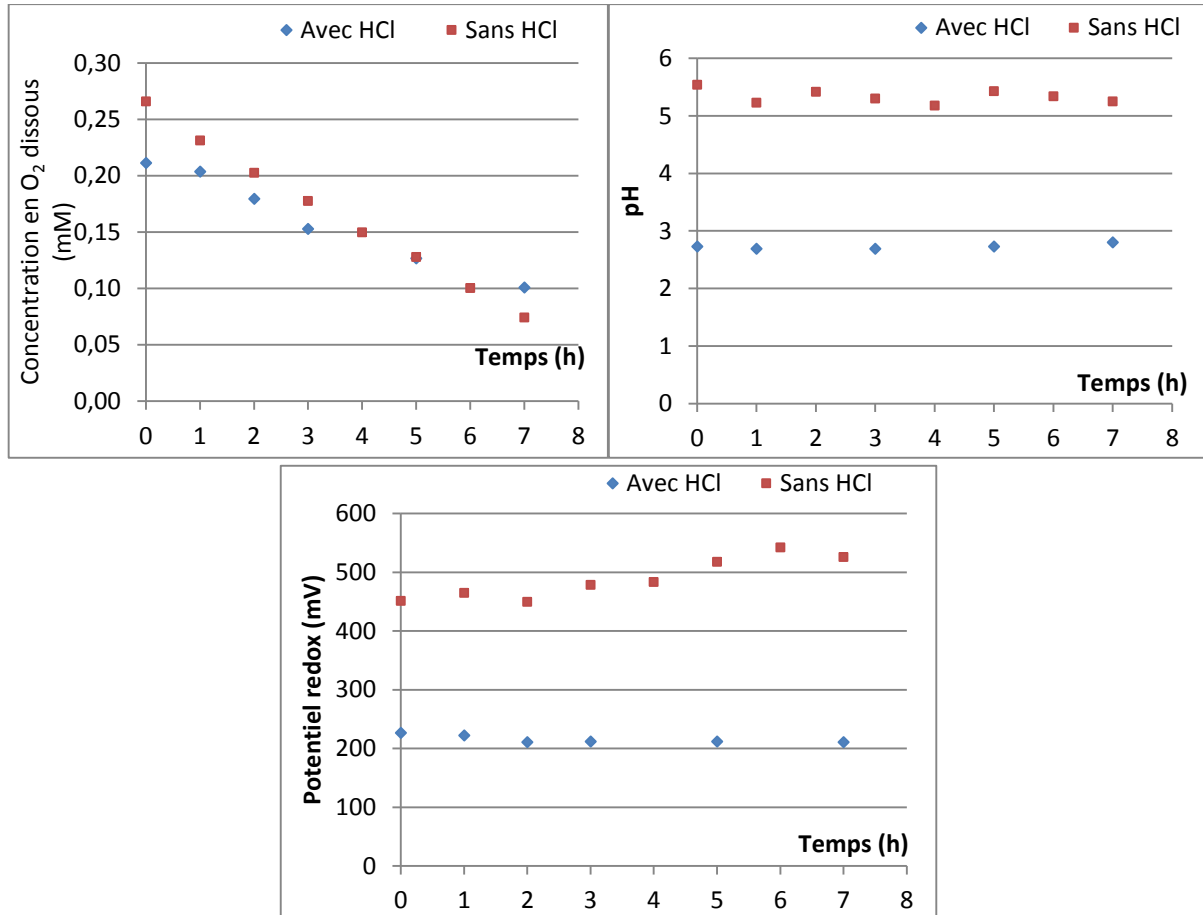 Avec HCl Sans HCl
Concentration en O2 dissous
(mM)
0,30
0,25
0,20
0,15
0,10
0,05
0,00
Temps (h)
0 1 2 3 4 5 6 7 8
Avec HCl Sans HCl
pH
6
5
4
3
2
1
0
Temps (h)
0 1 2 3 4 5 6 7 8
Avec HCl Sans HCl
Potentiel redox (mV)
600
500
400
300
200
100
0
Temps (h)
0 1 2 3 4 5 6 7 8